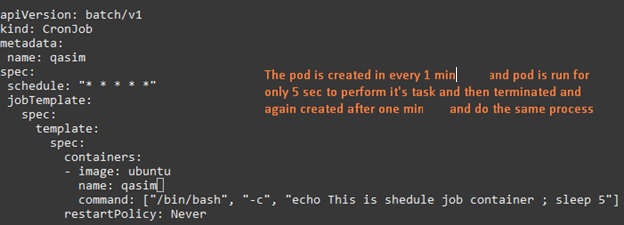 apiVersion: batch/v1
kind: CronJob
metadata:
 name: qasim
spec:
 schedule: "* * * * *"
 jobTemplate:
   spec:
     template:
       spec:
         containers:
         - image: ubuntu
           name: qasim
           command: ["/bin/bash", "-c", "echo This is shedule job container ; sleep 5"]
         restartPolicy: Never
The pod is created in every 1 min and pod is run for
only 5 sec to perform it's task and then terminated and
again created after one min and do the same process